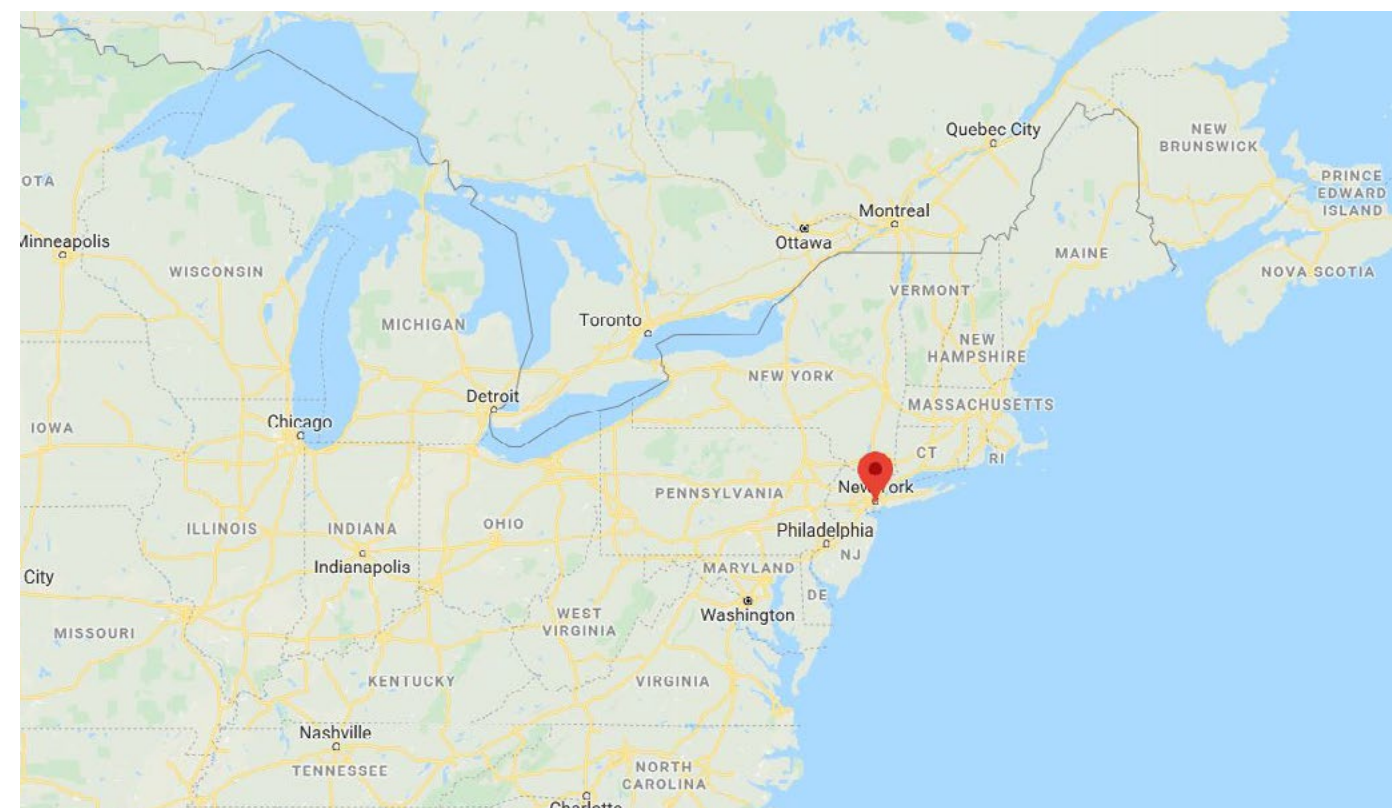 Quebec City
NEW
BRUNSWICK
OTA
PRINCE
EDWARD
ISLAND
Montreal
Minneapolis
Ottawa
MAINE
WISCONSIN
NOVA SCOTIA
VERMONT
Toronto
MICHIGAN
NEW
HAMPSHIRE
NEW YORK
Detroit
MASSACHUSETTS
Chicago
IOWA
CT
RI
New York
PENNSYLVANIA
ILLINOIS
INDIANA
OHIO
Philadelphia
NJ
Indianapolis
MARYLAND
City
DE
Washington
WEST
VIRGINIA
MISSOURI
KENTUCKY
VIRGINIA
Nashville
TENNESSEE
NORTH
CAROLINA
Charlotte